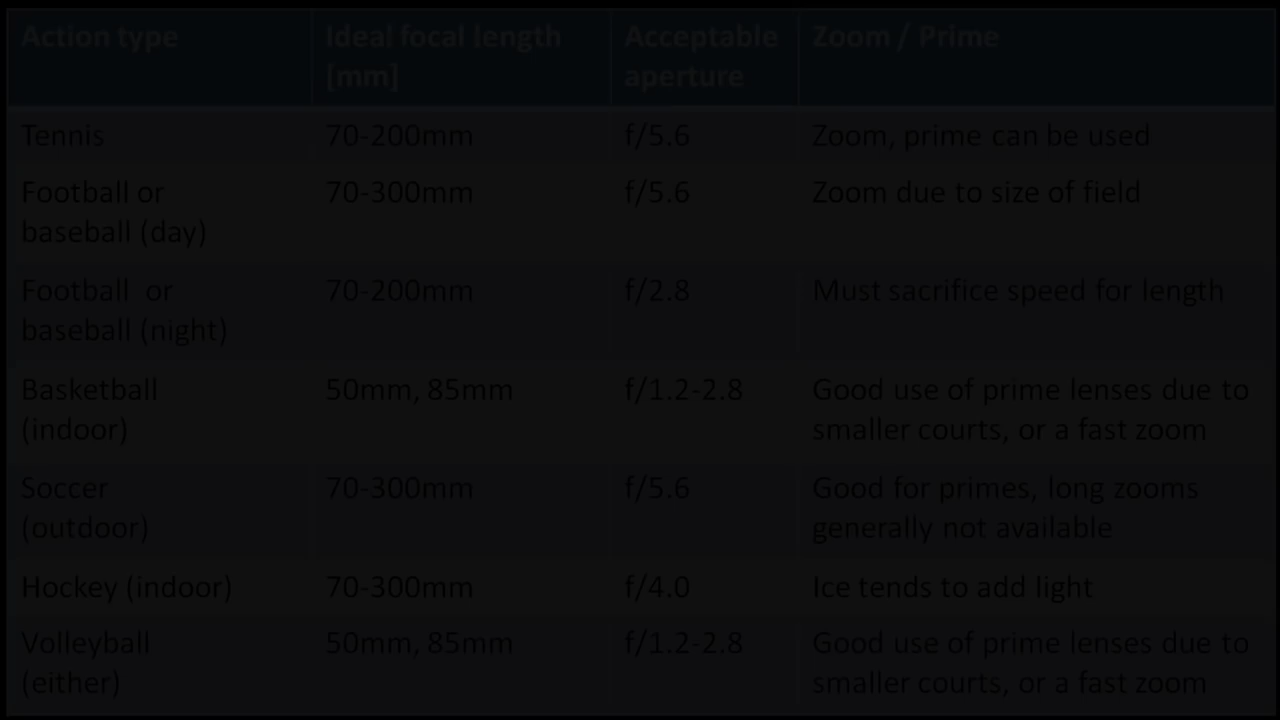 Action type Ideal focal length Acceptable Zoom / Prime
[mm] aperture
Tennis 70-200mm f/5.6 Zoom, prime can be used
Football or 70-300mm f/5.6 Zoom due to size of field
baseball (day)
Football or 70-200mm f/2.8 Must sacrifice speed for length
baseball (night)
Basketball 50mm, 85mm f/1.2-2.8 Good use of prime lenses due to
(indoor) smaller courts, or a fast zoom
Soccer 70-300mm f/5.6 Good for primes, long zooms
(outdoor) generally not available
Hockey (indoor) 70-300mm f/4.0 Ice tends to add light
Volleyball 50mm, 85mm f/1.2-2.8 Good use of prime lenses due to
(either) smaller courts, or a fast zoom